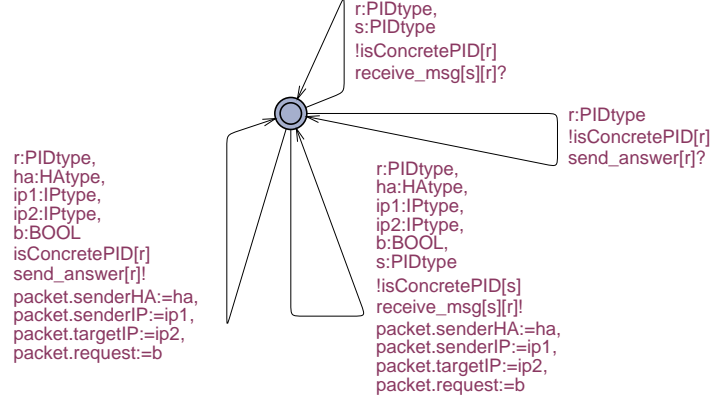 r:PIDtype,
s:PIDtype
!isConcretePID[r]
receive_msg[s][r]?
r:PIDtype
!isConcretePID[r]
send_answer[r]?
r:PIDtype,
ha:HAtype,
ip1:IPtype,
ip2:IPtype,
b:BOOL
isConcretePID[r]
send_answer[r]!
packet.senderHA:=ha,
packet.senderIP:=ip1,
packet.targetIP:=ip2,
packet.request:=b
r:PIDtype,
ha:HAtype,
ip1:IPtype,
ip2:IPtype,
b:BOOL,
s:PIDtype
!isConcretePID[s]
receive_msg[s][r]!
packet.senderHA:=ha,
packet.senderIP:=ip1,
packet.targetIP:=ip2,
packet.request:=b